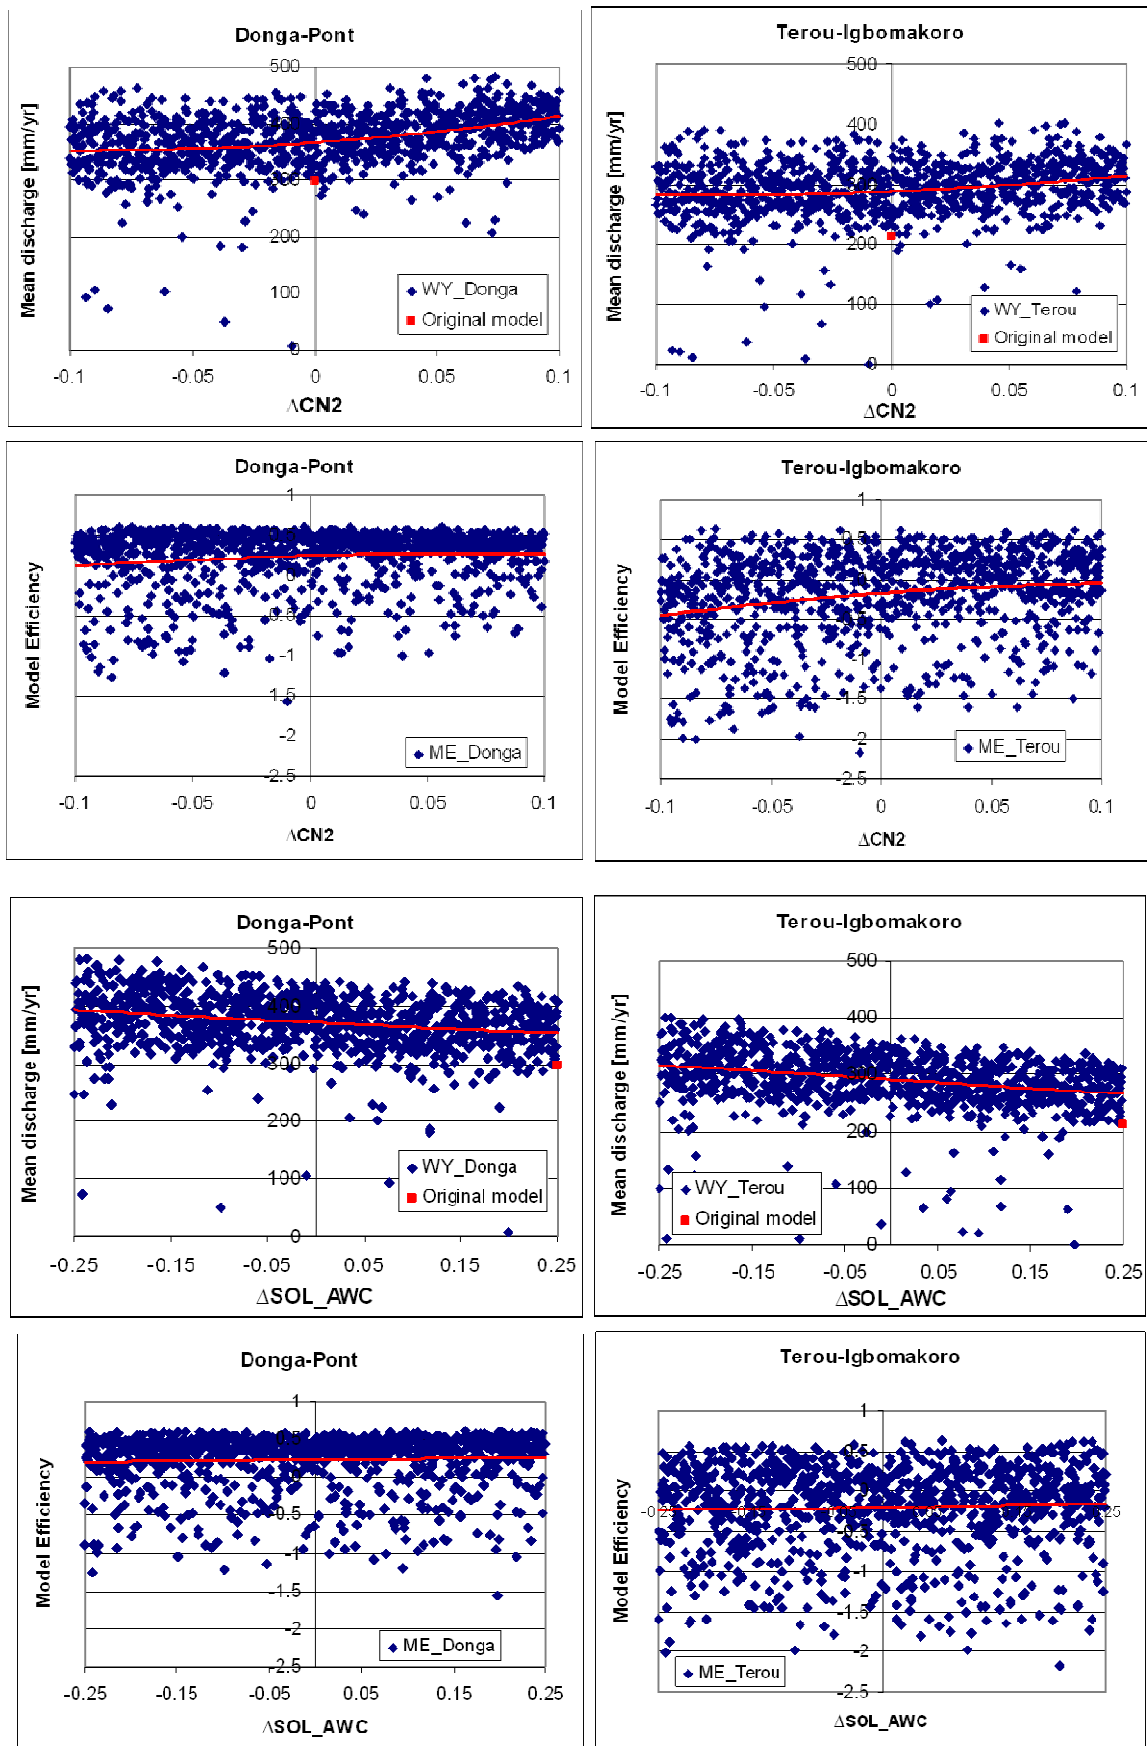 Donga-Pont
500
400
300
200
100
0
Mean discharge [mm/yr]
WY_Donga
Original model
-0.1 -0.05 0 0.05 0.1
ΔCN2
Terou-Igbomakoro
500
400
300
200
100
0
Mean discharge [mm/yr]
WY_Terou
Original model
-0.1 -0.05 0 0.05 0.1
ΔCN2
Donga-Pont
1
0.5
0
-0.5
-1
-1.5
-2
-2.5
Model Efficiency
ME_Donga
-0.1 -0.05 0 0.05 0.1
ΔCN2
Terou-Igbomakoro
1
0.5
0
-0.5
-1
-1.5
-2
-2.5
Model Efficiency
ME_Terou
-0.1 -0.05 0 0.05 0.1
ΔCN2
Donga-Pont
500
400
300
200
100
0
Mean discharge [mm/yr]
WY_Donga
Original model
-0.25 -0.15 -0.05 0.05 0.15 0.25
ΔSOL_AWC
Terou-Igbomakoro
500
400
300
200
100
0
Mean discharge [mm/yr]
WY_Terou
Original model
-0.25 -0.15 -0.05 0.05 0.15 0.25
ΔSOL_AWC
Donga-Pont
1
0.5
0
-0.5
-1
-1.5
-2
-2.5
Model Efficiency
ME_Donga
-0.25 -0.15 -0.05 0.05 0.15 0.25
ΔSOL_AWC
Terou-Igbomakoro
1
0.5
-0.5
-1
-1.5
-2
-2.5
Model Efficiency
ME_Terou
-0.25
ΔSOL_AWC